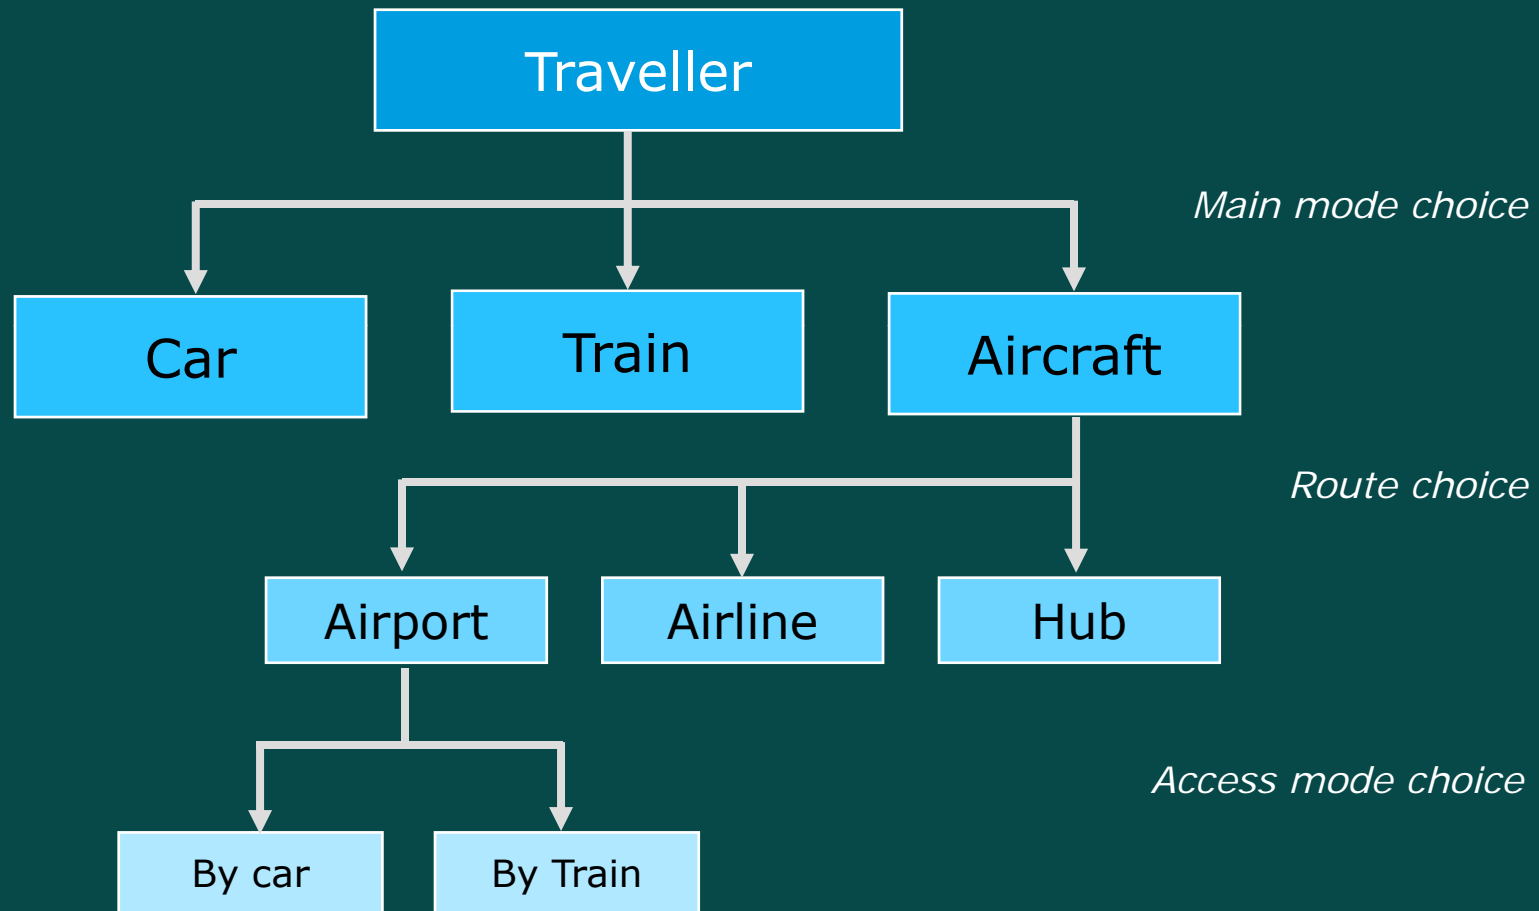 Traveller
Main mode choice
Car
Train
Aircraft
Route choice
Airport
Airline
Hub
Access mode choice
By car
By Train